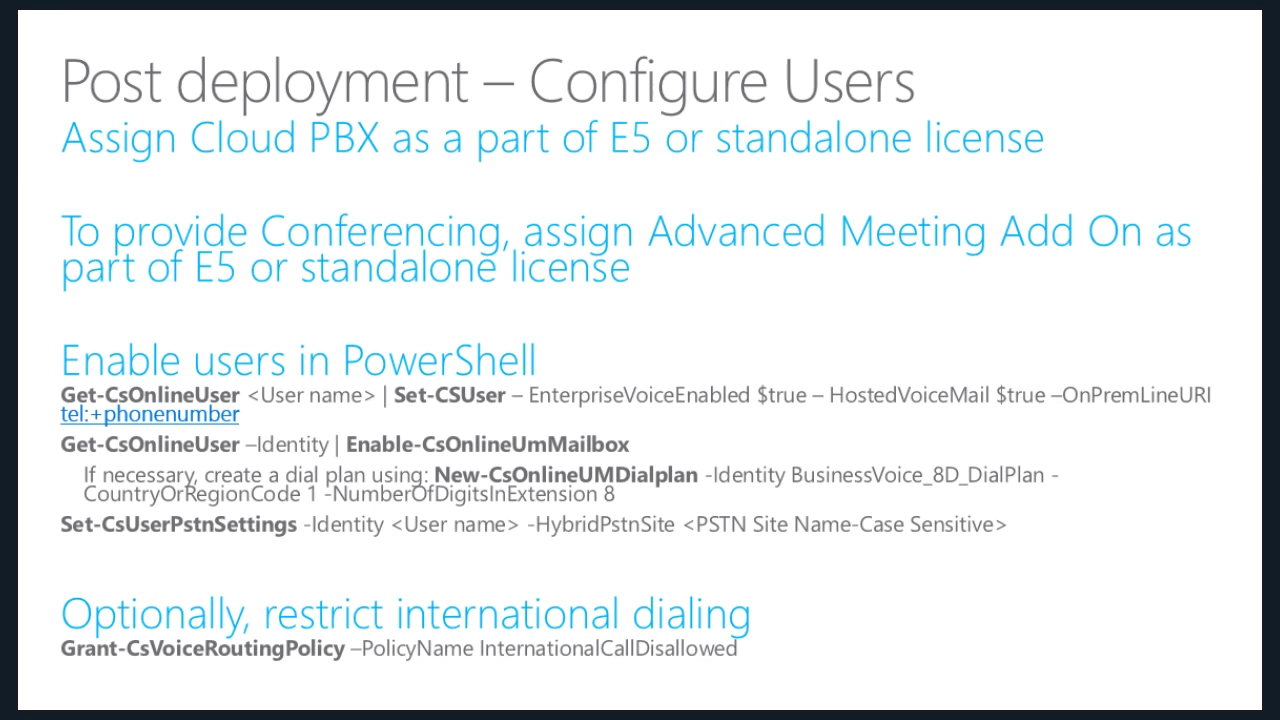 Post deployment – Configure Users
Assign Cloud PBX as a part of E5 or standalone license
To provide Conferencing, assign Advanced Meeting Add On as
part of E5 or standalone license
Enable users in PowerShell
Get-CsOnlineUser <User name> | Set-CSUser – EnterpriseVoiceEnabled $true – HostedVoiceMail $true –OnPremLineURI
tel:+phonenumber
Get-CsOnlineUser –Identity | Enable-CsOnlineUmMailbox
If necessary, create a dial plan using: New-CsOnlineUMDialplan -Identity BusinessVoice_8D_DialPlan -
CountryOrRegionCode 1 -NumberOfDigitsInExtension 8
Set-CsUserPstnSettings -Identity <User name> -HybridPstnSite <PSTN Site Name-Case Sensitive>
Optionally, restrict international dialing
Grant-CsVoiceRoutingPolicy –PolicyName InternationalCallDisallowed